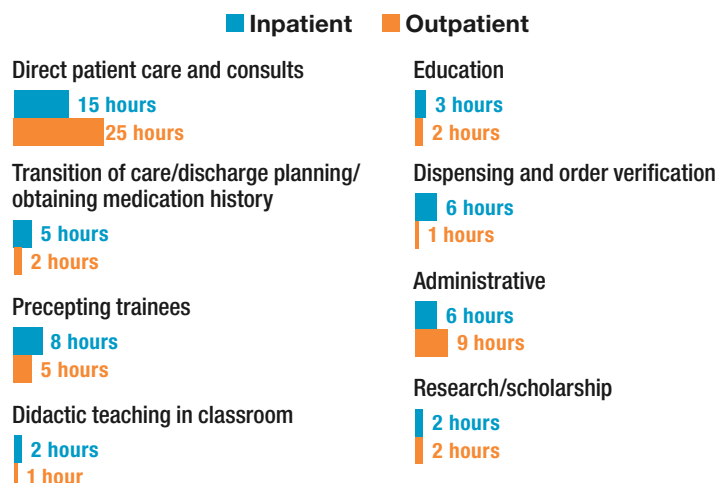 Inpatient Outpatient
Direct patient care and consults
15 hours
25 hours
Transition of care/discharge planning/
obtaining medication history
5 hours
2 hours
Precepting trainees
8 hours
5 hours
Didactic teaching in classroom
2 hours
1 hour
Education
3 hours
2 hours
Dispensing and order verification
6 hours
1 hours
Administrative
6 hours
9 hours
Research/scholarship
2 hours
2 hours